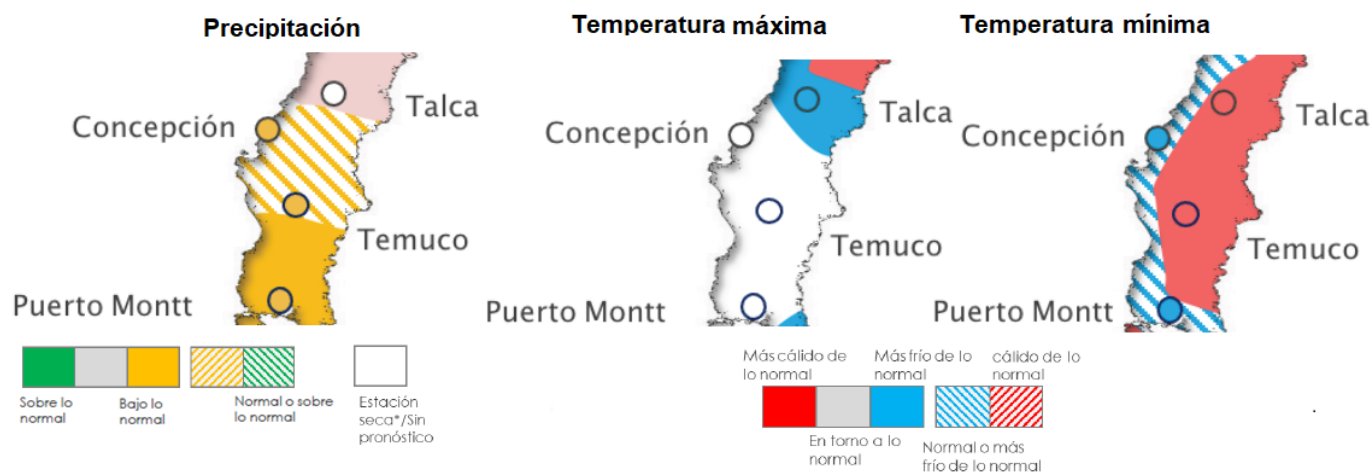 Precipitación
Temperatura máxima
Temperatura mínima
Talca
Concepción
Temuco
Puerto Montt
Talca
Concepción
Temuco
Puerto Montt
Talca
Concepción
Temuco
Puerto Montt
Sobre lo
normal
Bajo lo
normal
Normal o sobre
lo normal
Estación
seca*/Sin
pronóstico
Más cálido de
lo normal
Más frío de lo
normal
cálido de lo
normal
En torno a lo
normal
Normal o más
frío de lo normal
.